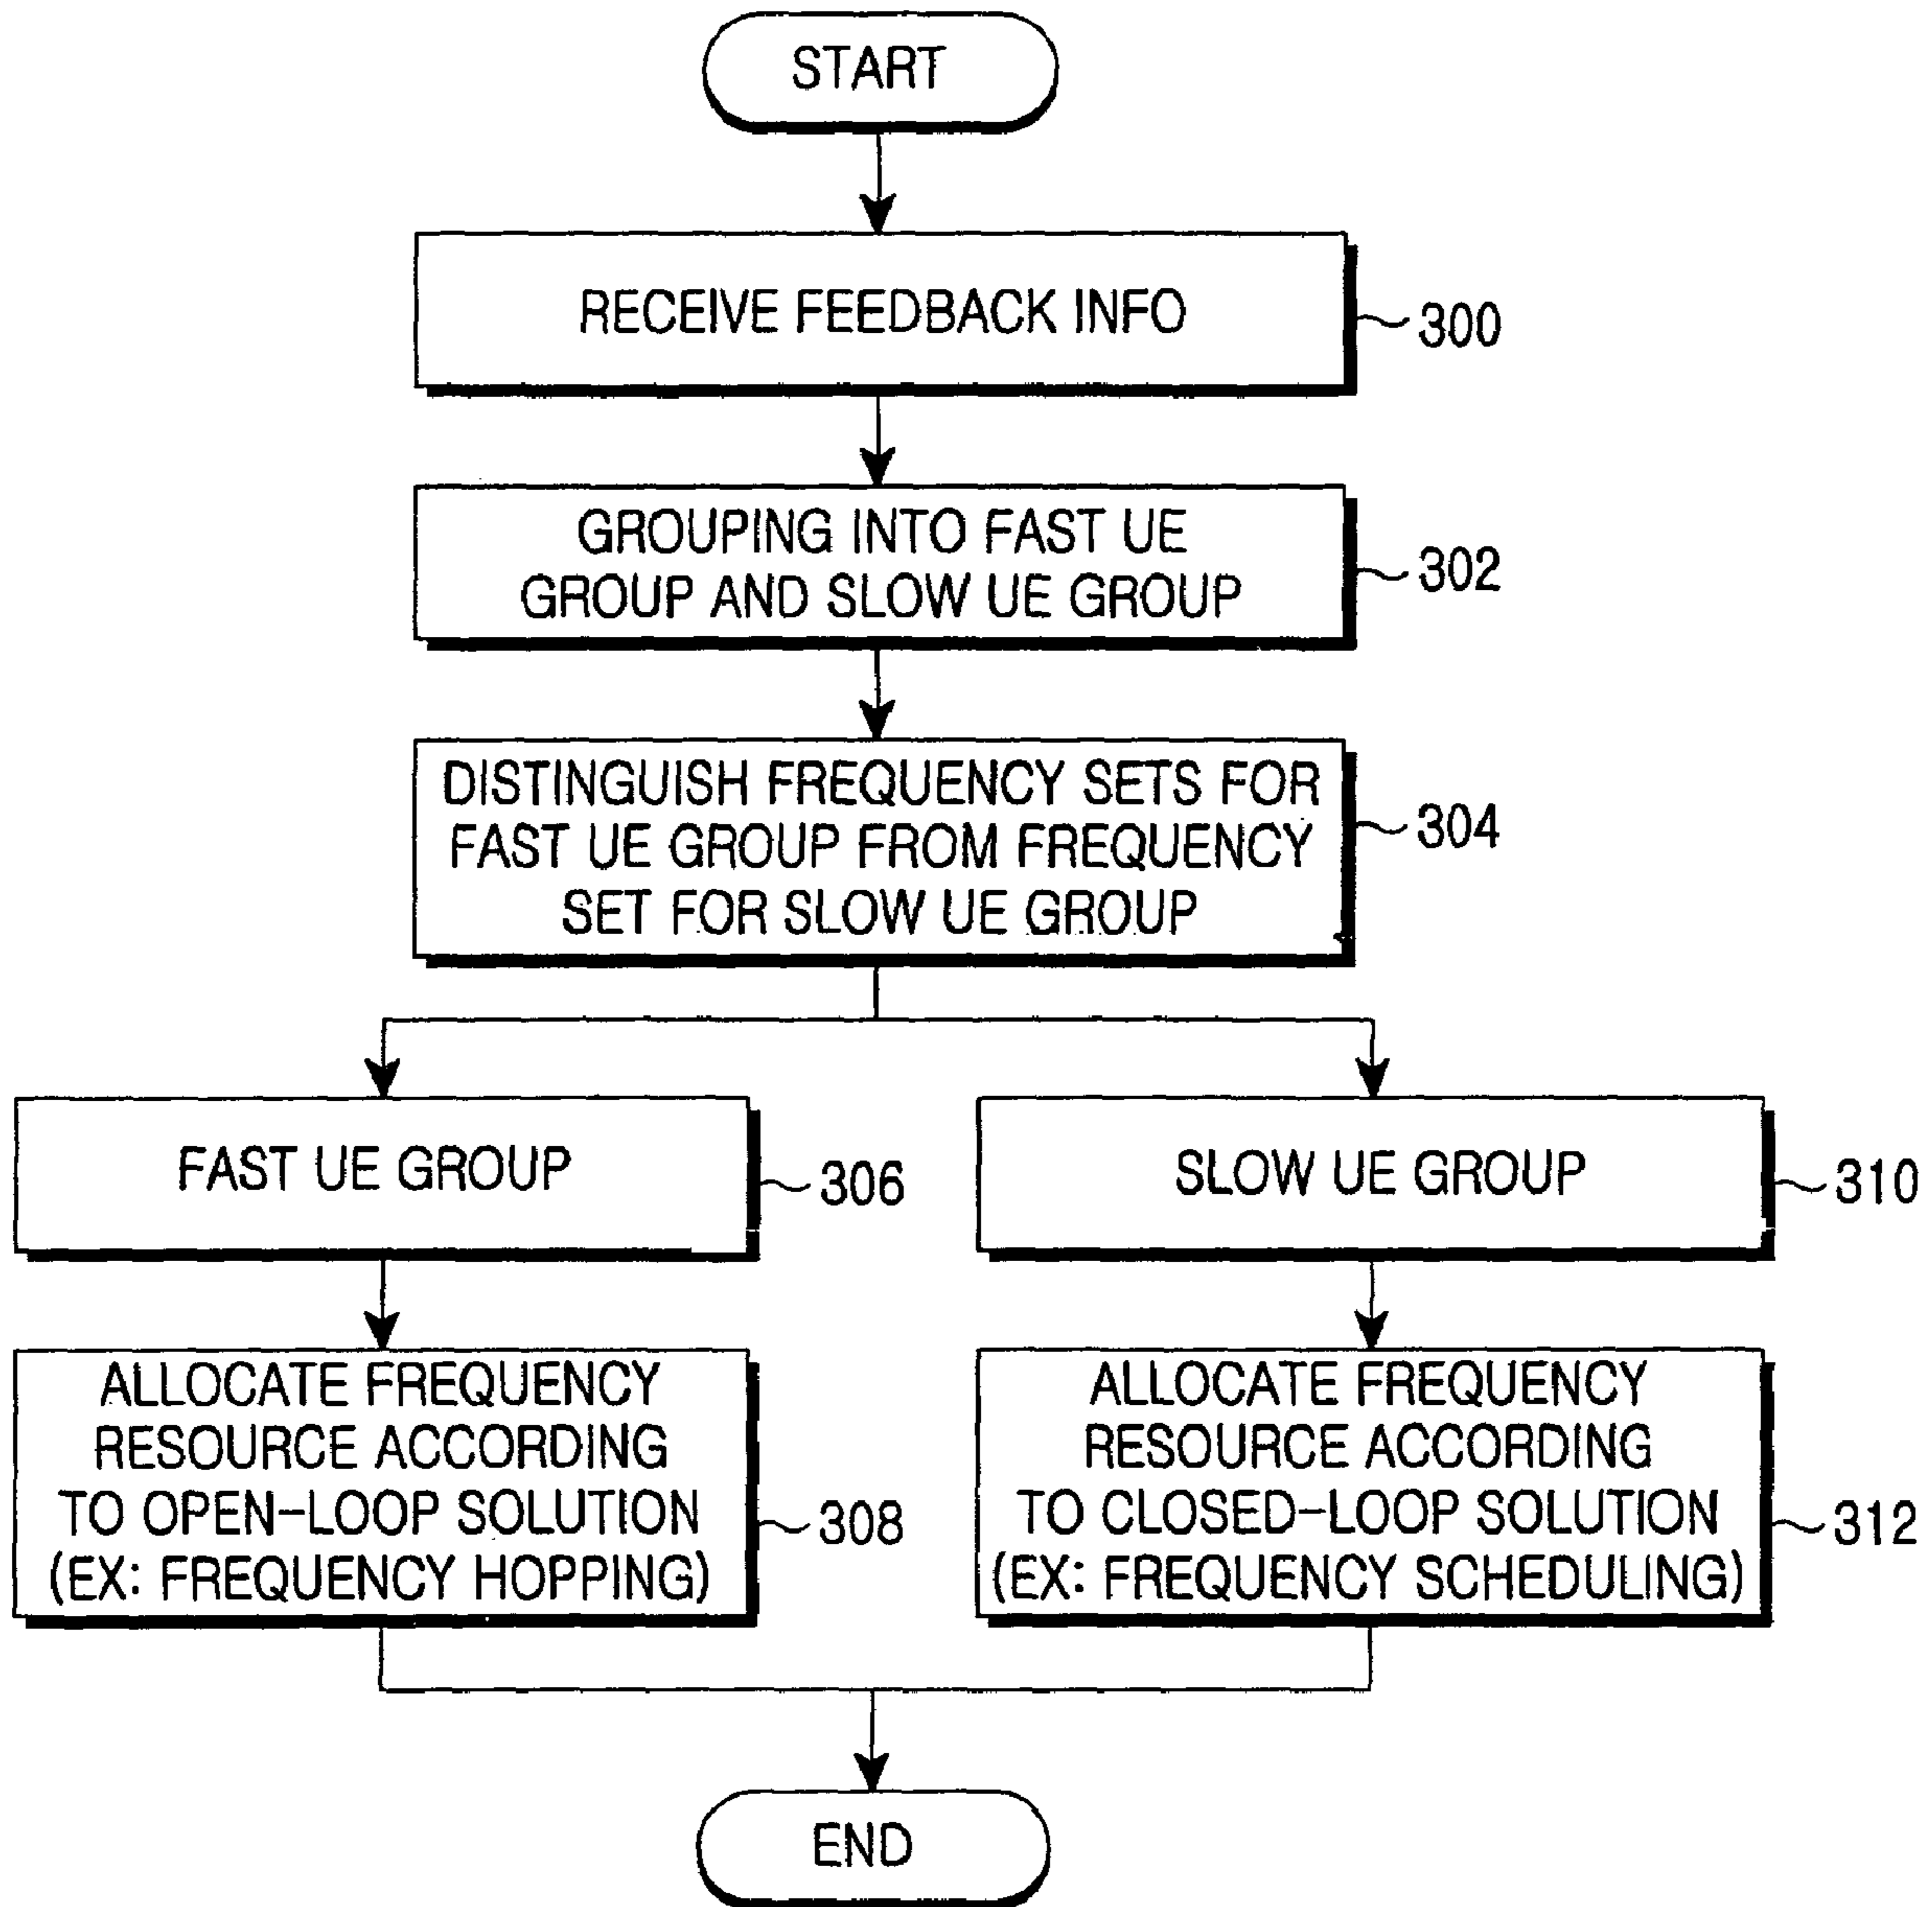 START
RECEIVE FEEDBACK INFO
300
GROUPING INTO FAST UE
GROUP AND SLOW UE GROUP
302
DISTINGUISH FREQUENCY SETS FOR
FAST UE GROUP FROM FREQUENCY
SET FOR SLOW UE GROUP
304
FAST UE GROUP
306
SLOW UE GROUP
310
ALLOCATE FREQUENCY
RESOURCE ACCORDING
TO OPEN-LOOP SOLUTION
(EX: FREQUENCY HOPPING)
308
ALLOCATE FREQUENCY
RESOURCE ACCORDING
TO CLOSED-LOOP SOLUTION
(EX: FREQUENCY SCHEDULING)
312
END